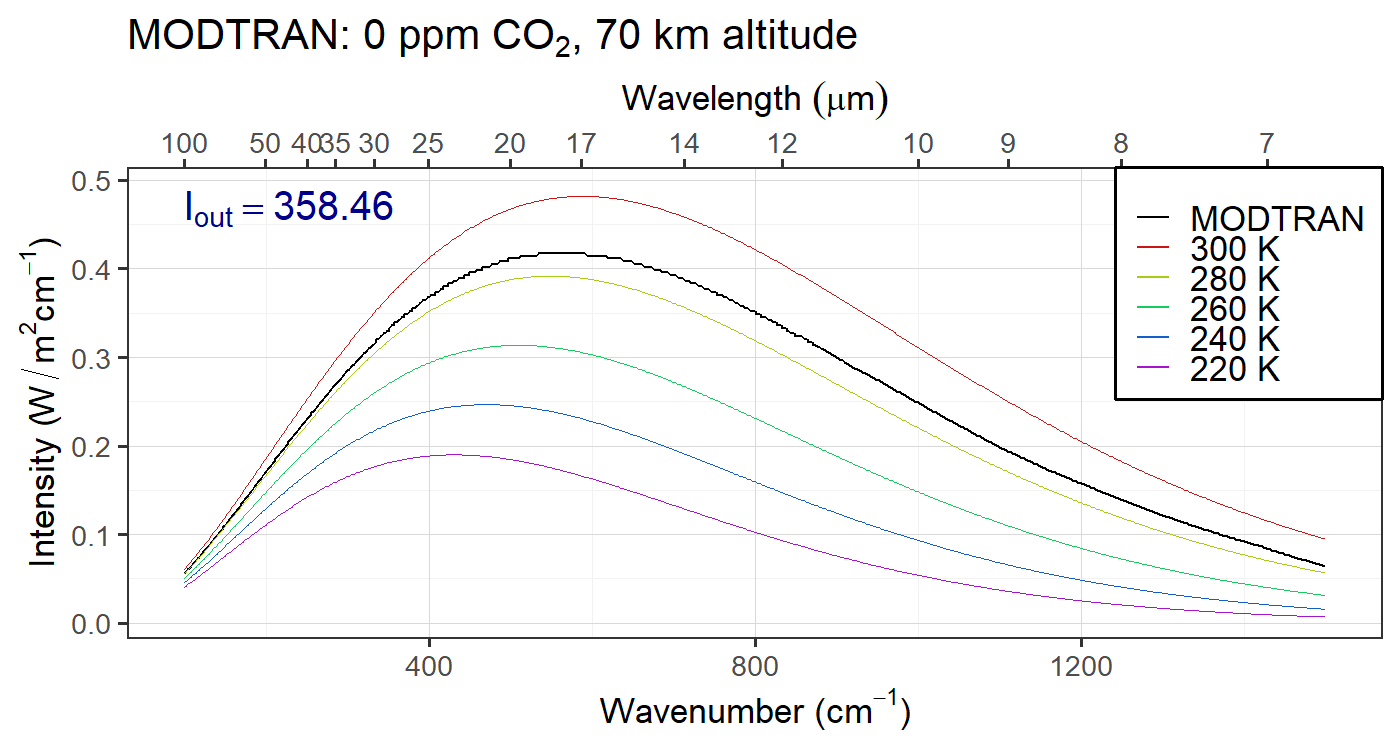 MODTRAN: 0 ppm CO₂, 70 km altitude
Wavelength (μm)
100 50 40 35 30 25 20 17 14 12 10 9 8 7
I_out = 358.46
MODTRAN
300 K
280 K
260 K
240 K
220 K
0.5
0.4
0.3
0.2
0.1
0.0
Intensity (W / m²cm⁻¹)
400 800 1200
Wavenumber (cm⁻¹)